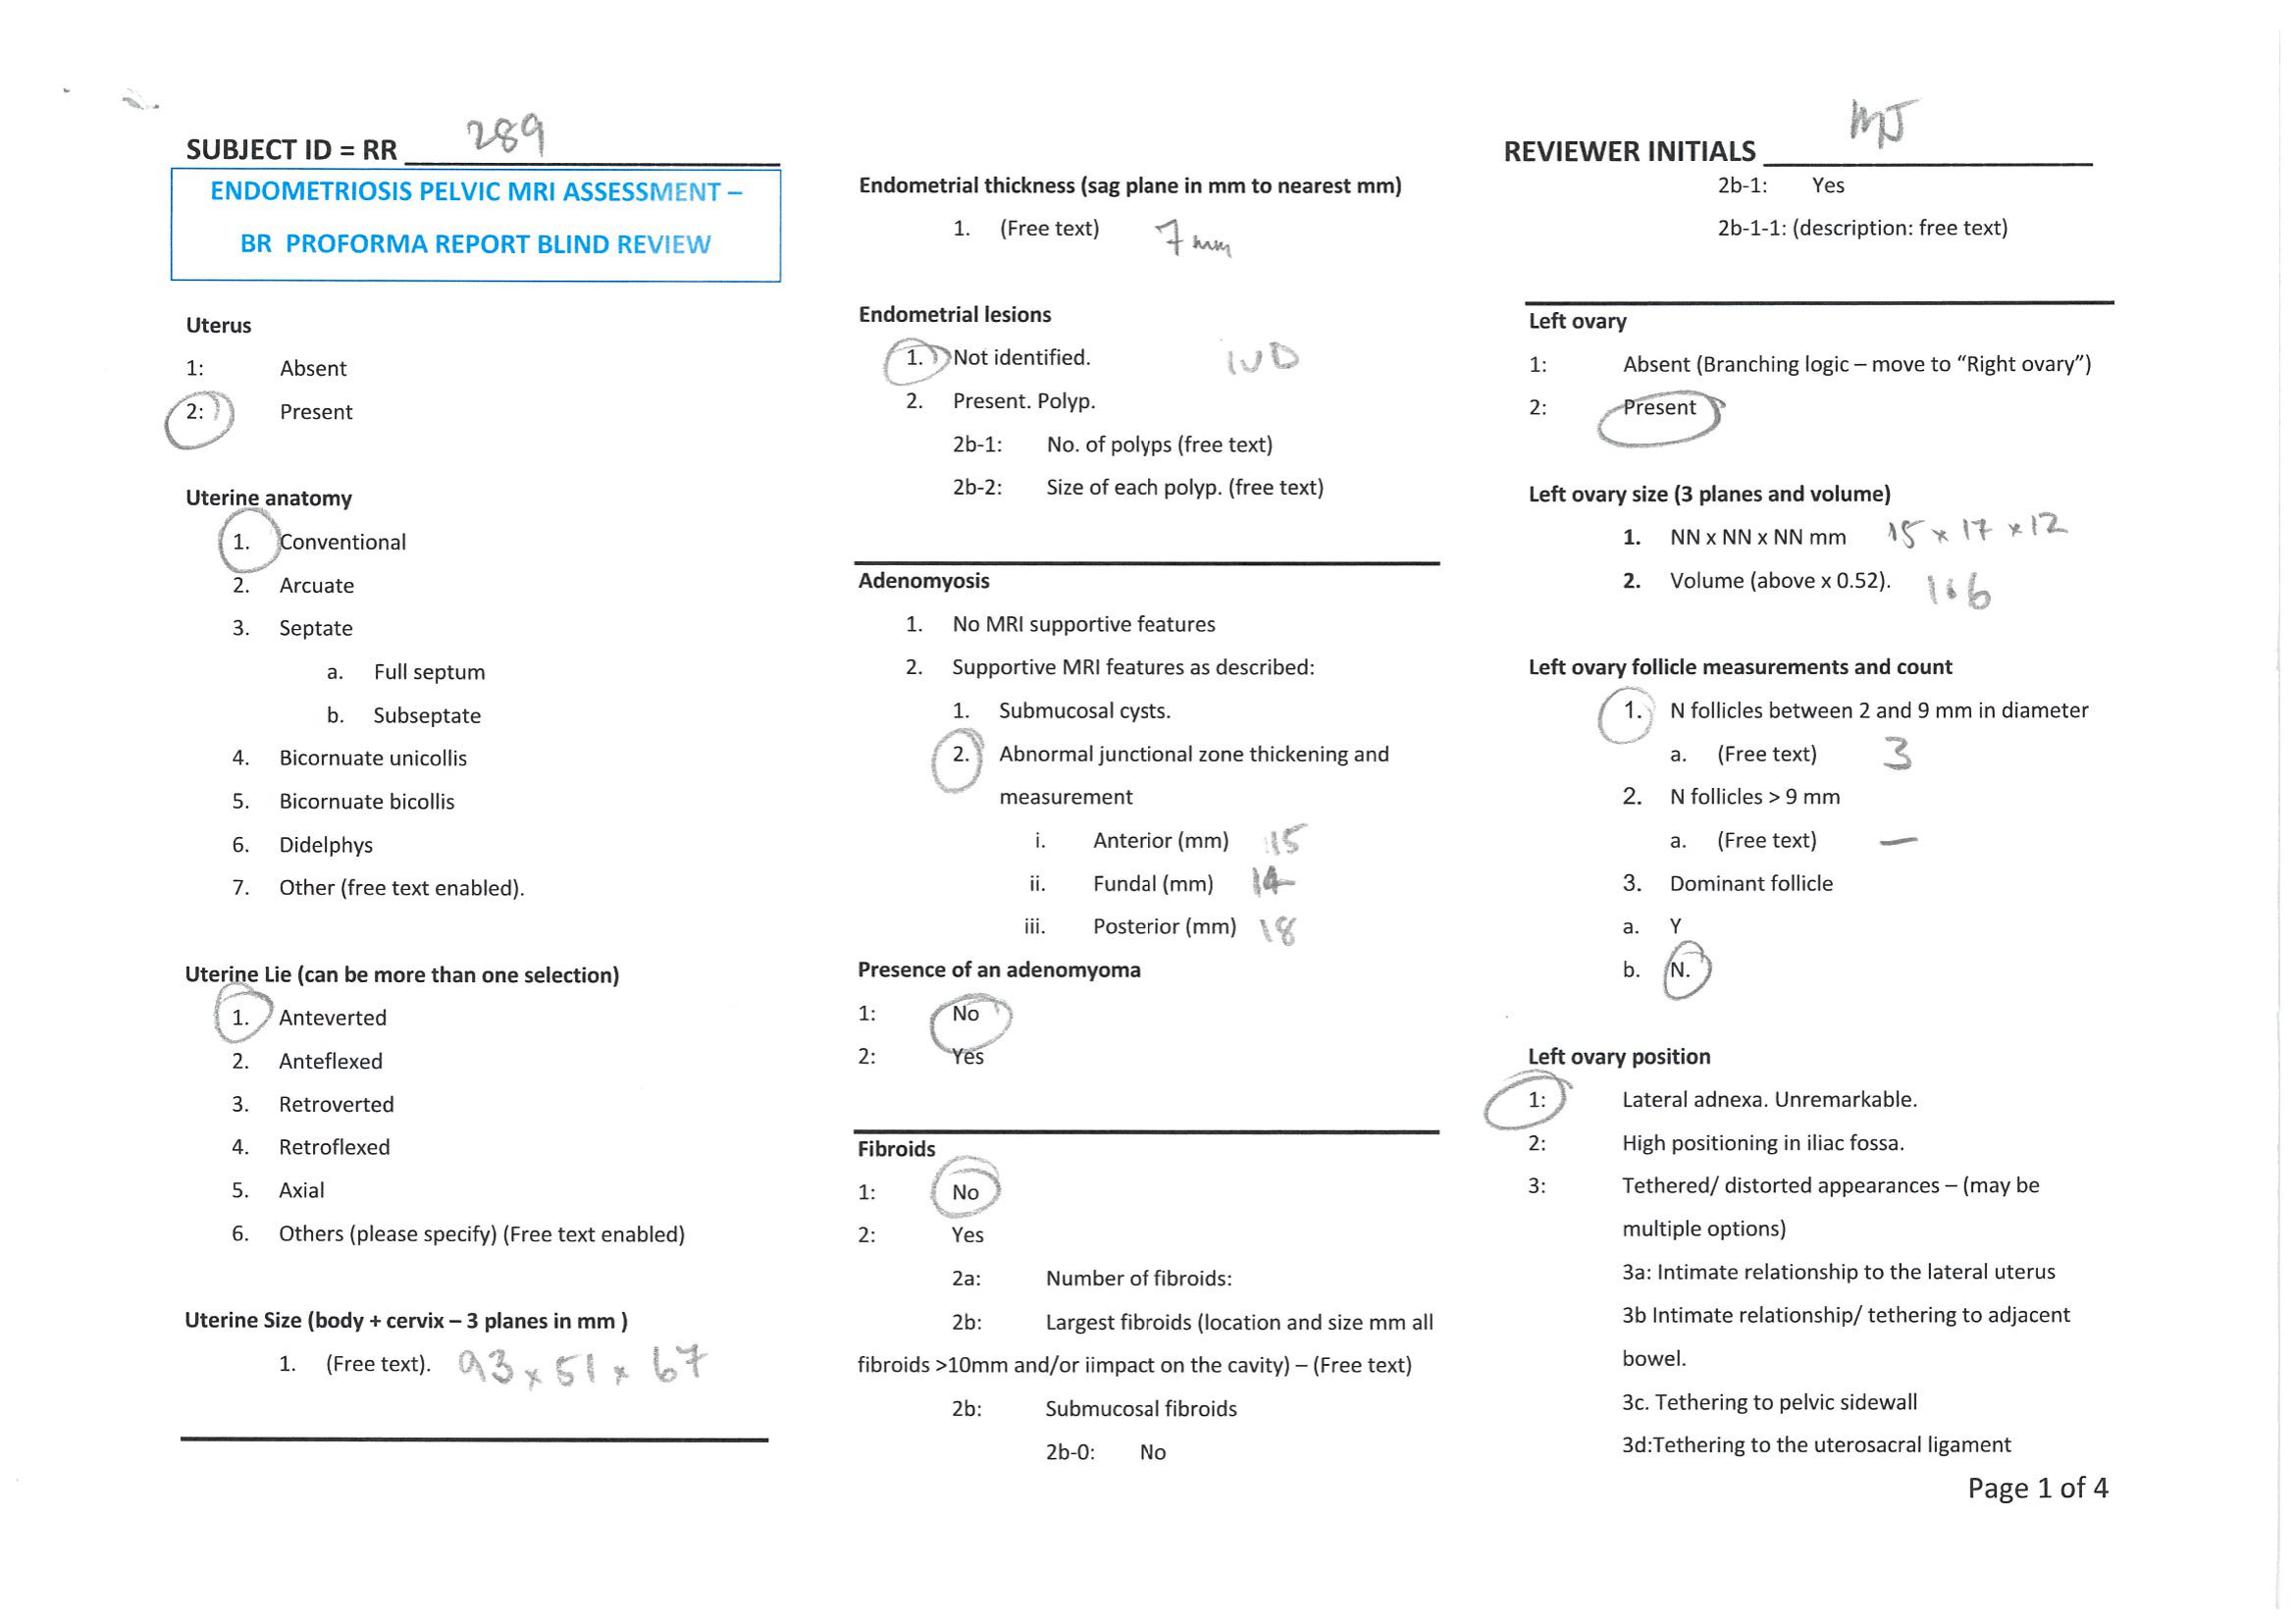 SUBJECT ID = RR 289
ENDOMETRIOSIS PELVIC MRI ASSESSMENT –
BR PROFORMA REPORT BLIND REVIEW
Uterus
1: Absent
2: Present
Uterine anatomy
1. Conventional
2. Arcuate
3. Septate
a. Full septum
b. Subseptate
4. Bicornuate unicollis
5. Bicornuate bicollis
6. Didelphys
7. Other (free text enabled).
Uterine Lie (can be more than one selection)
1. Anteverted
2. Anteflexed
3. Retroverted
4. Retroflexed
5. Axial
6. Others (please specify) (Free text enabled)
Uterine Size (body + cervix – 3 planes in mm )
1. (Free text). 93 x 51 x 67
Endometrial thickness (sag plane in mm to nearest mm)
1. (Free text) 7 mm
Endometrial lesions
1. Not identified. IUD
2. Present. Polyp.
2b-1: No. of polyps (free text)
2b-2: Size of each polyp. (free text)
Adenomyosis
1. No MRI supportive features
2. Supportive MRI features as described:
1. Submucosal cysts.
2. Abnormal junctional zone thickening and
measurement
i. Anterior (mm) 15
ii. Fundal (mm) 14
iii. Posterior (mm) 18
Presence of an adenomyoma
1: No
2: Yes
Fibroids
1: No
2: Yes
2a: Number of fibroids:
2b: Largest fibroids (location and size mm all
fibroids >10mm and/or iimpact on the cavity) – (Free text)
2b: Submucosal fibroids
2b-0: No
REVIEWER INITIALS MJ
2b-1: Yes
2b-1-1: (description: free text)
Left ovary
1: Absent (Branching logic – move to “Right ovary”)
2: Present
Left ovary size (3 planes and volume)
1. NN x NN x NN mm 15 x 17 x 12
2. Volume (above x 0.52). 1.6
Left ovary follicle measurements and count
1. N follicles between 2 and 9 mm in diameter
a. (Free text) 3
2. N follicles > 9 mm
a. (Free text) —
3. Dominant follicle
a. Y
b. N.
Left ovary position
1: Lateral adnexa. Unremarkable.
2: High positioning in iliac fossa.
3: Tethered/ distorted appearances – (may be
multiple options)
3a: Intimate relationship to the lateral uterus
3b Intimate relationship/ tethering to adjacent
bowel.
3c. Tethering to pelvic sidewall
3d:Tethering to the uterosacral ligament
Page 1 of 4